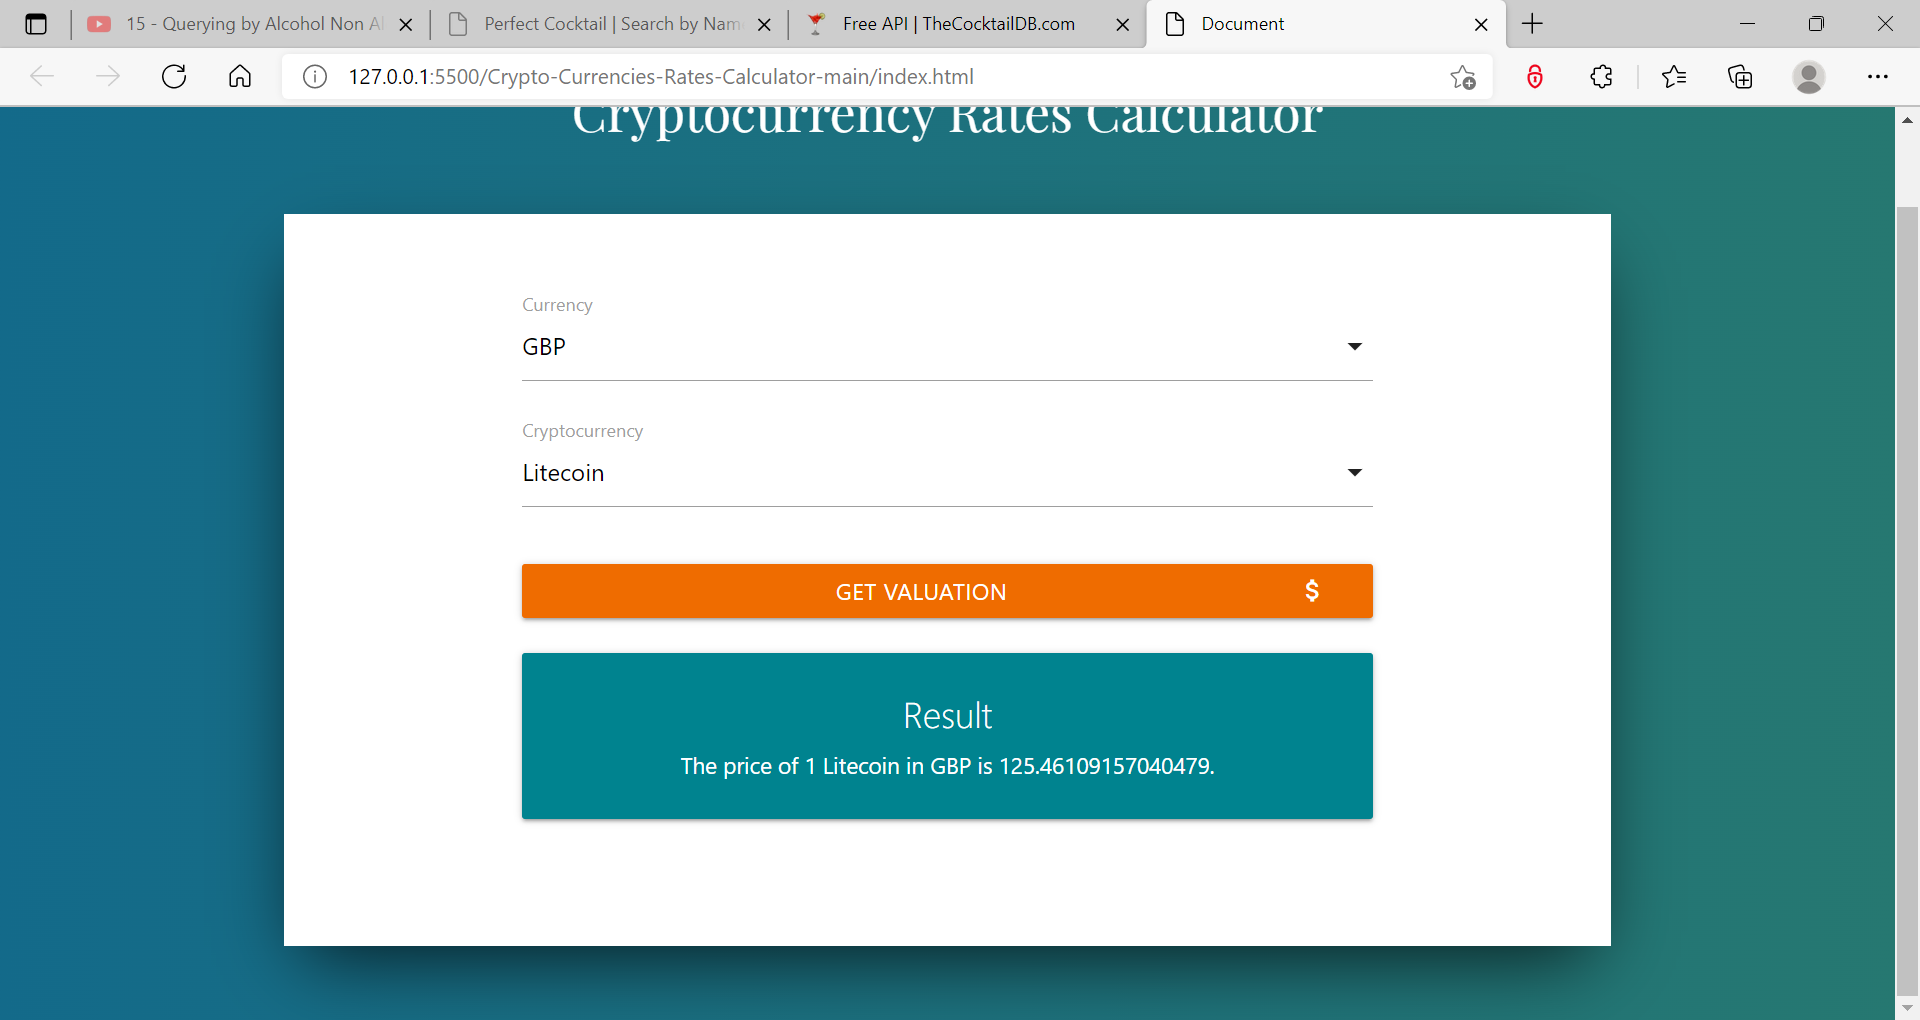 15 - Querying by Alcohol Non Al
Perfect Cocktail | Search by Nam
Free API | TheCocktailDB.com
Document
127.0.0.1:5500/Crypto-Currencies-Rates-Calculator-main/index.html
Cryptocurrency Rates Calculator
Currency
GBP
Cryptocurrency
Litecoin
GET VALUATION $
Result
The price of 1 Litecoin in GBP is 125.46109157040479.